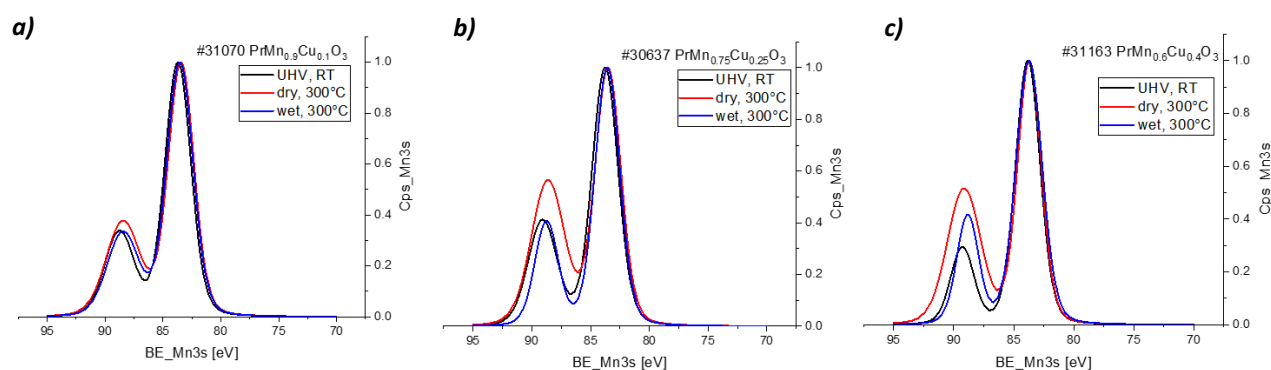 a)
#31070 PrMn0.9Cu0.1O3
UHV, RT
dry, 300°C
wet, 300°C
1.0
0.8
0.6
0.4
0.2
0.0
Cps_Mn3s
95 90 85 80 75 70
BE_Mn3s [eV]
b)
#30637 PrMn0.75Cu0.25O3
UHV, RT
dry, 300°C
wet, 300°C
1.0
0.8
0.6
0.4
0.2
0.0
Cps_Mn3s
95 90 85 80 75 70
BE_Mn3s [eV]
c)
#31163 PrMn0.6Cu0.4O3
UHV, RT
dry, 300°C
wet, 300°C
1.0
0.8
0.6
0.4
0.2
0.0
Cps_Mn3s
95 90 85 80 75 70
BE_Mn3s [eV]